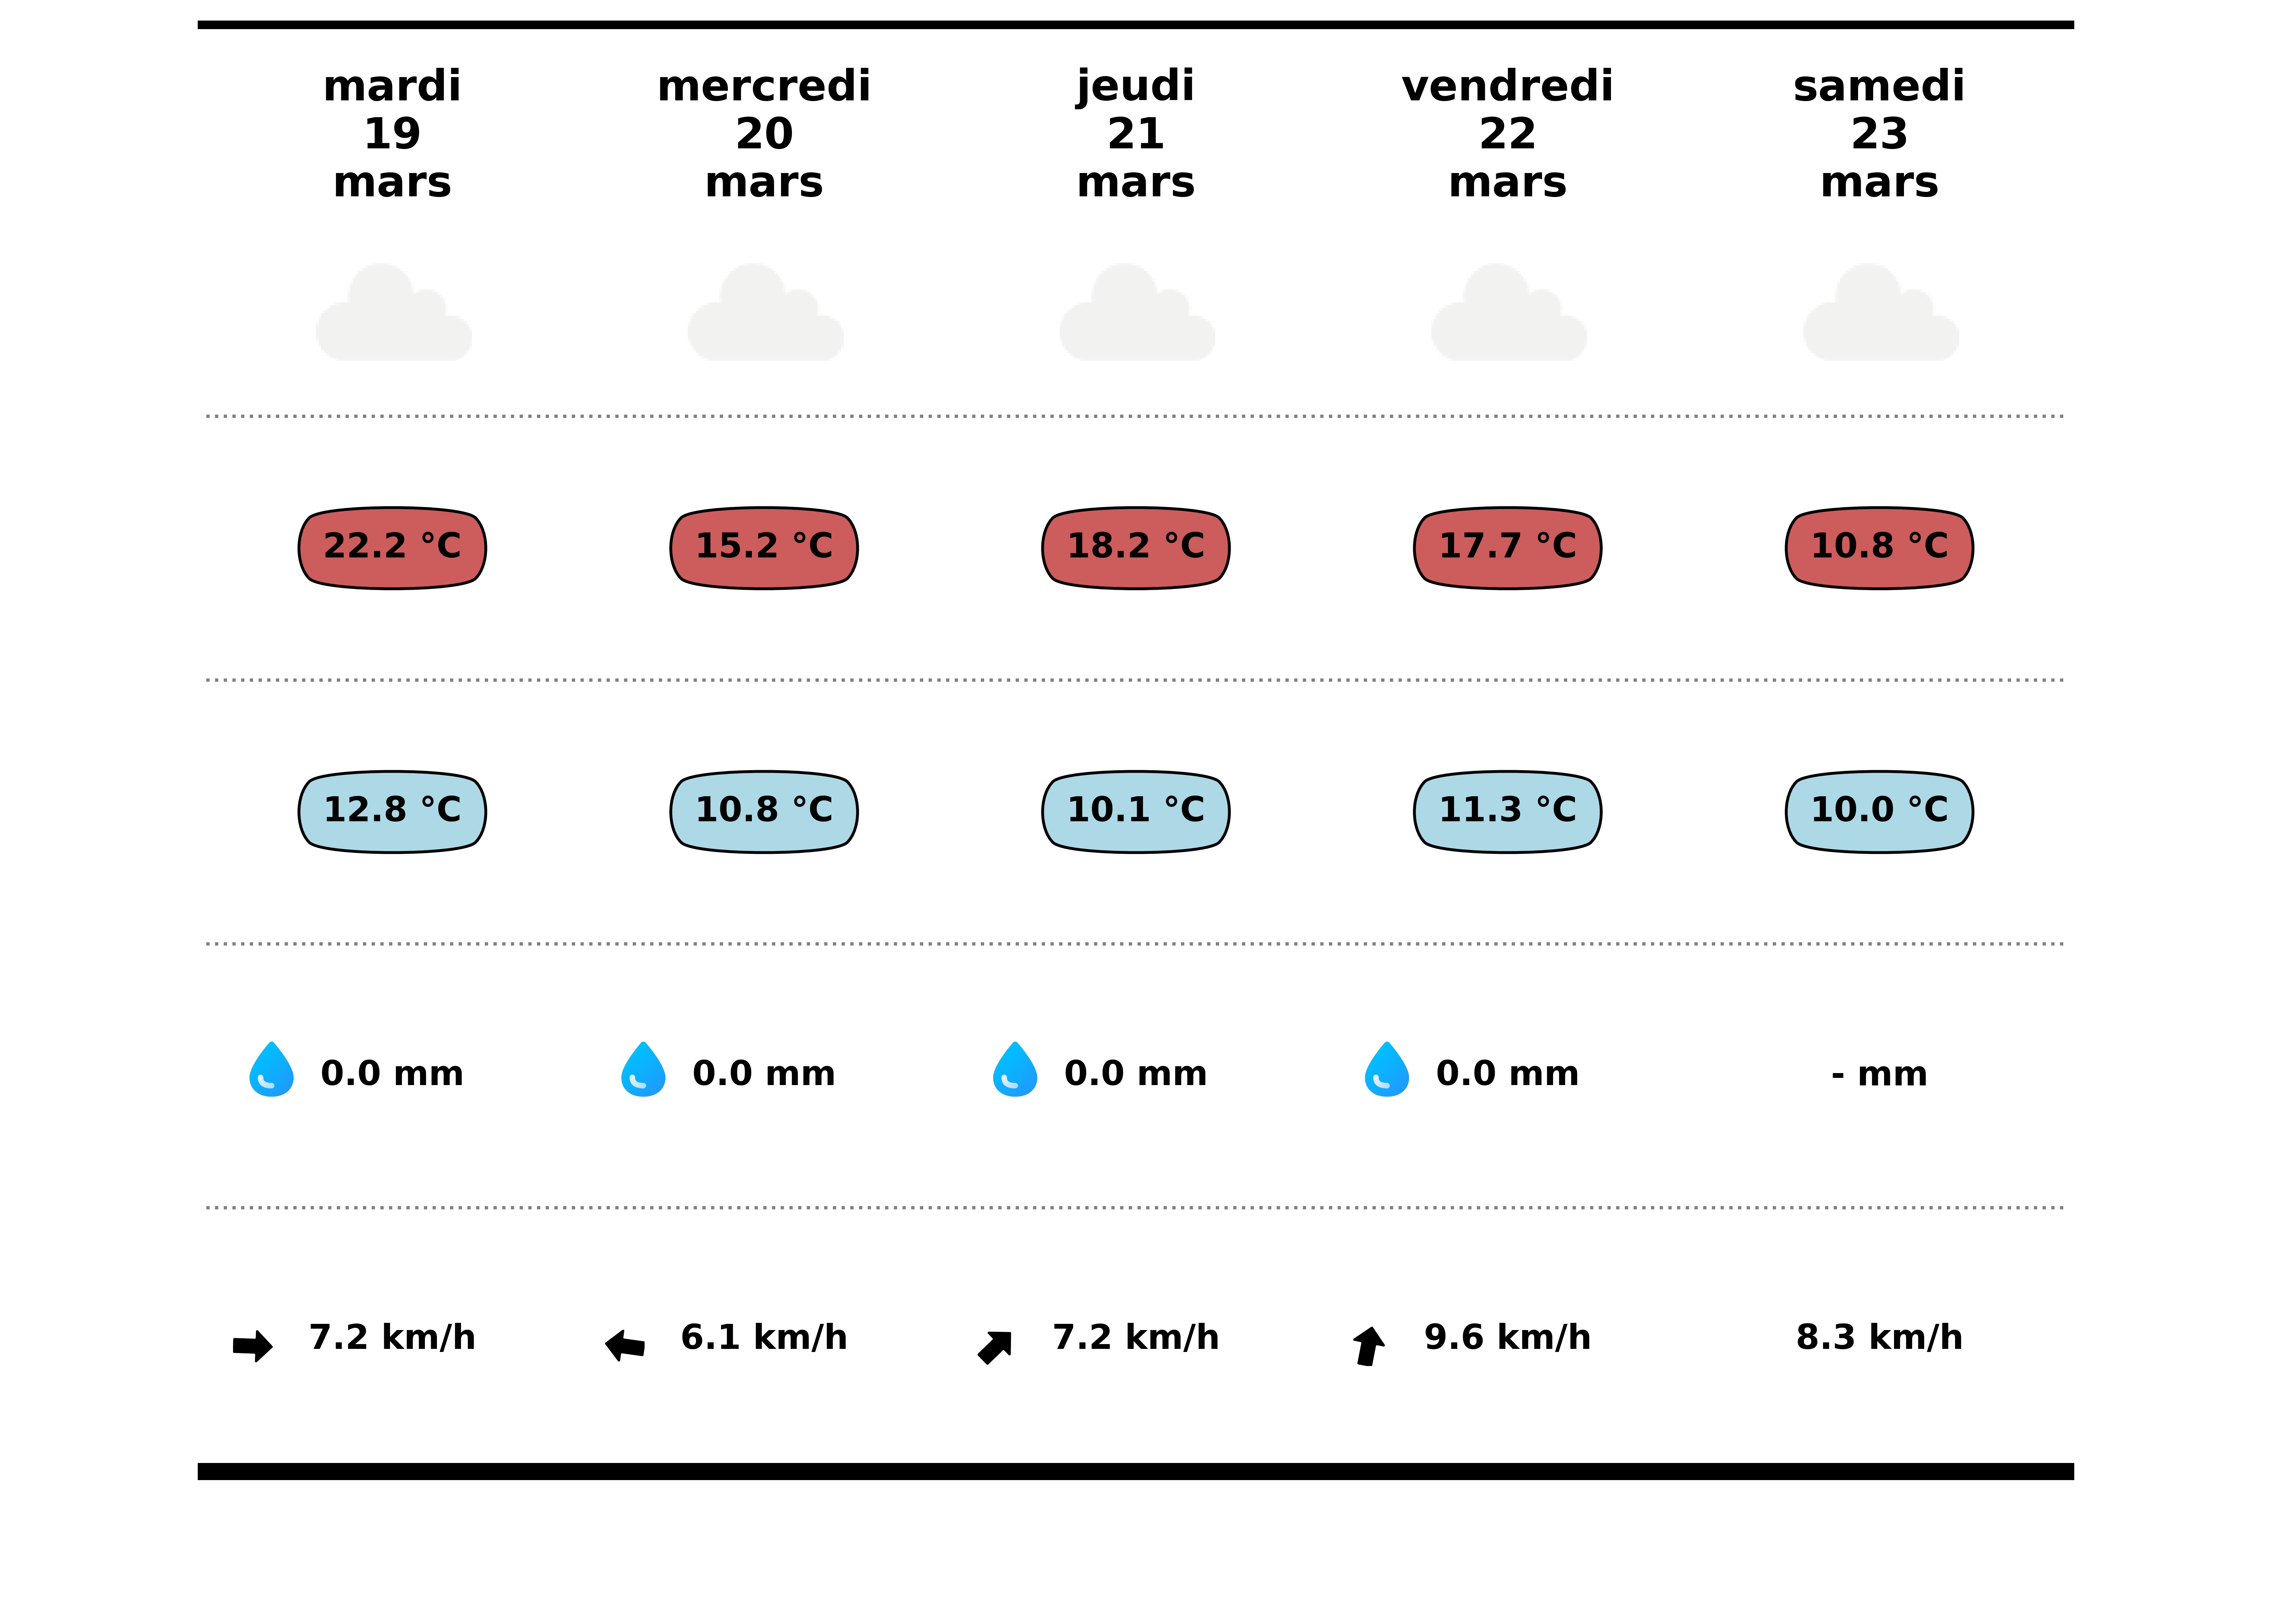 mardi mercredi jeudi vendredi samedi
19 20 21 22 23
mars mars mars mars mars
22.2 °C 15.2 °C 18.2 °C 17.7 °C 10.8 °C
12.8 °C 10.8 °C 10.1 °C 11.3 °C 10.0 °C
0.0 mm 0.0 mm 0.0 mm 0.0 mm - mm
7.2 km/h 6.1 km/h 7.2 km/h 9.6 km/h 8.3 km/h